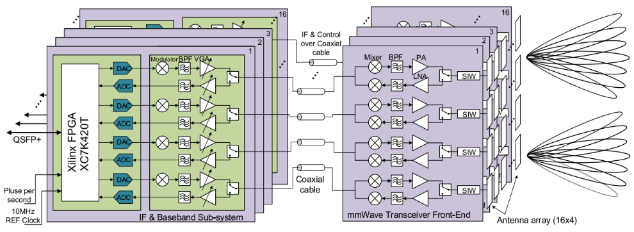 16
3
2
1
Modulator
BPF
VGA
DAC
ADC
DAC
ADC
DAC
ADC
DAC
ADC
Xilinx FPGA
XC7K420T
QSFP+
Pluse per
second
10MHz
REF Clock
IF & Baseband Sub-system
IF & Control
over Coaxial
cable
Coaxial
cable
16
3
2
1
Mixer
BPF
PA
LNA
SIW
SIW
SIW
SIW
mmWave Transceiver Front-End
Antenna array (16x4)